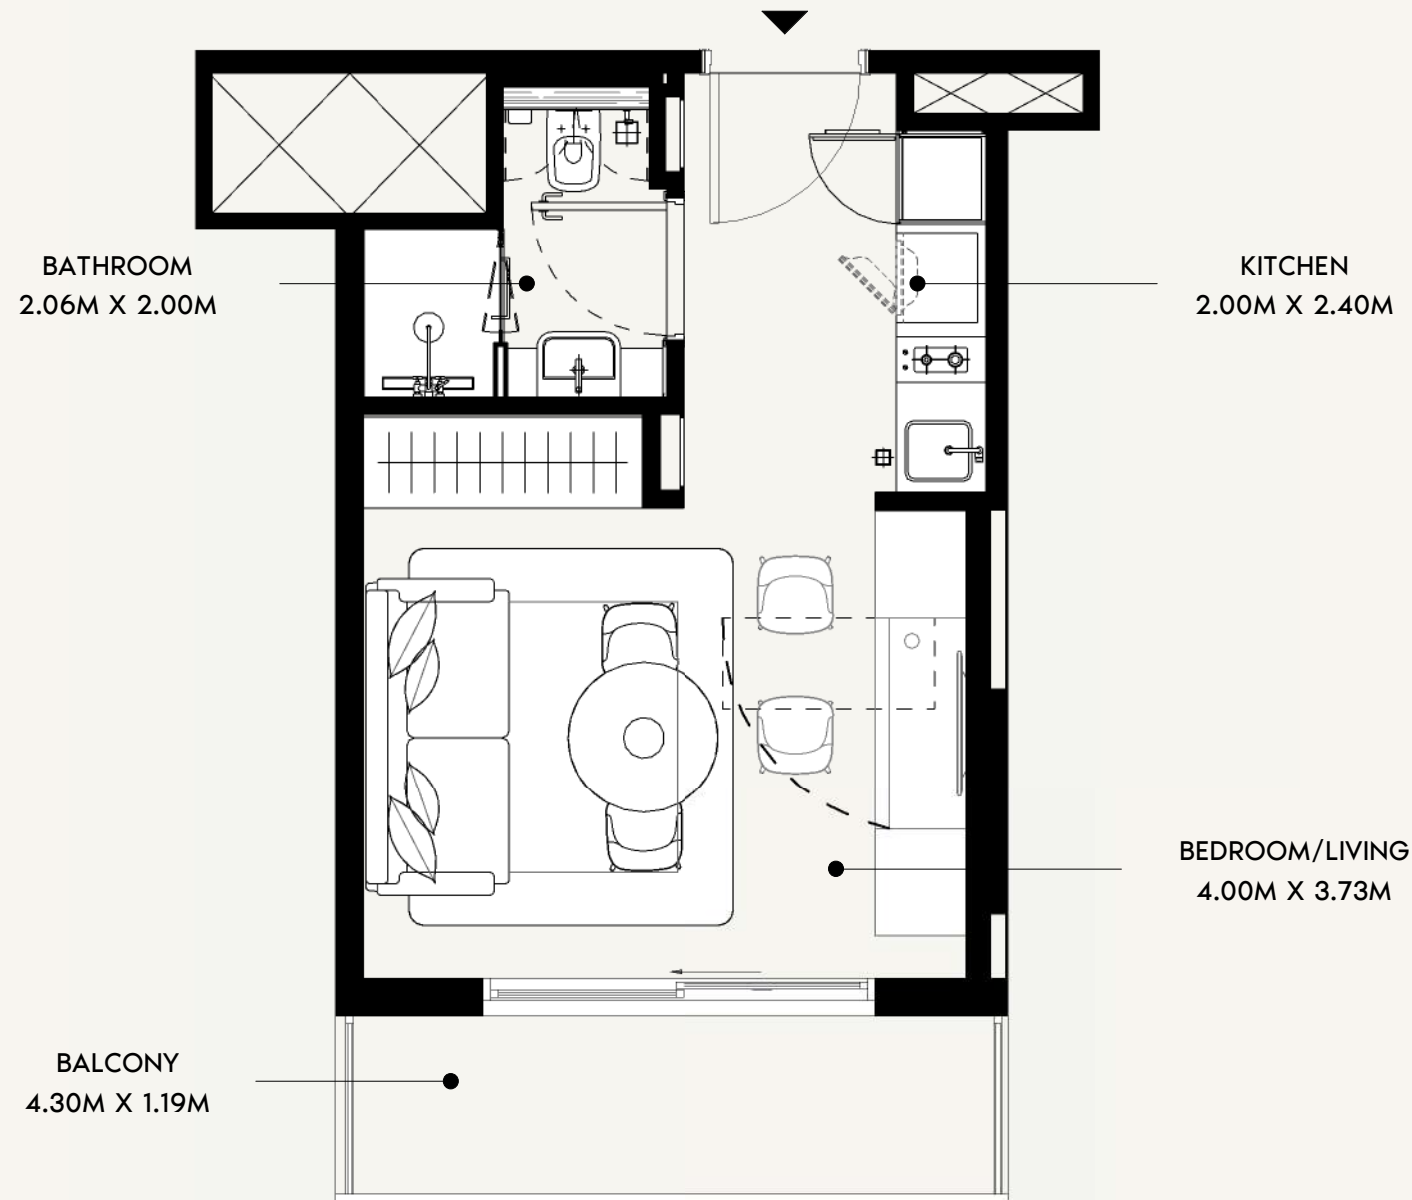 BATHROOM
2.06M X 2.00M
KITCHEN
2.00M X 2.40M
BEDROOM/LIVING
4.00M X 3.73M
BALCONY
4.30M X 1.19M